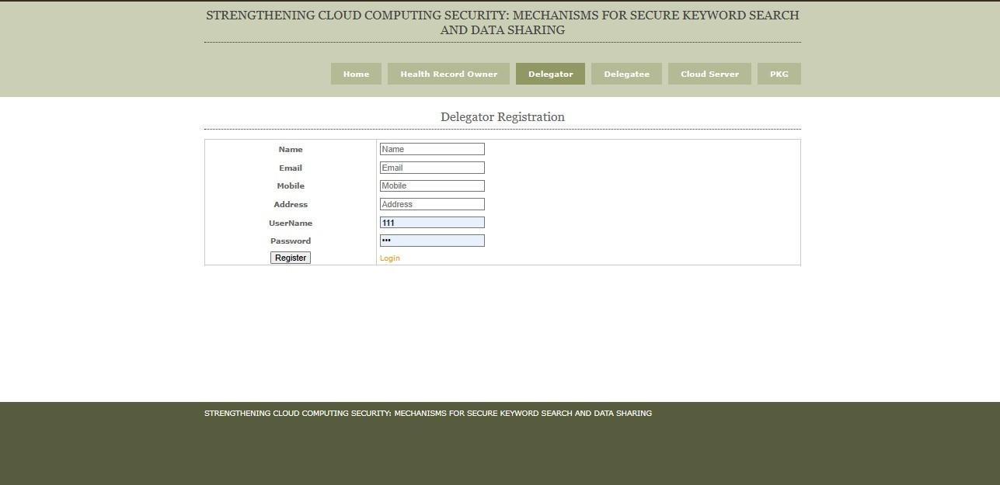 STRENGTHENING CLOUD COMPUTING SECURITY: MECHANISMS FOR SECURE KEYWORD SEARCH
AND DATA SHARING
Home Health Record Owner Delegator Delegatee Cloud Server PKG
Delegator Registration
Name Name
Email Email
Mobile Mobile
Address Address
UserName 111
Password •••
Register Login
STRENGTHENING CLOUD COMPUTING SECURITY: MECHANISMS FOR SECURE KEYWORD SEARCH AND DATA SHARING